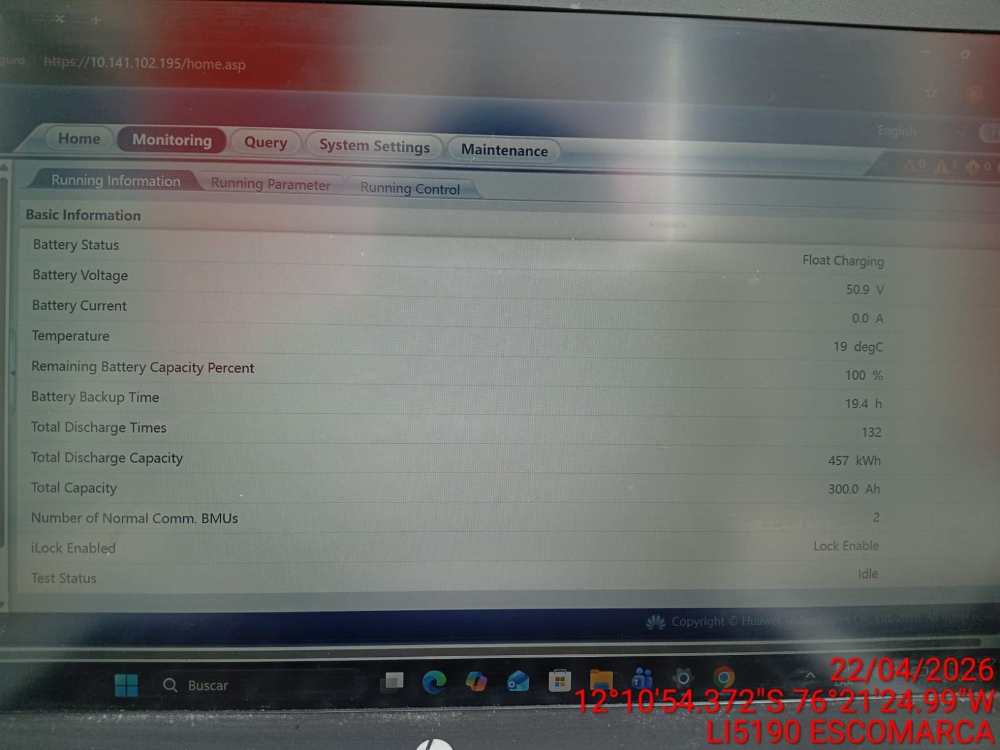 https://10.141.102.195/home.asp
English
Home Monitoring Query System Settings Maintenance
0 1 0
Running Information Running Parameter Running Control
Basic Information
Battery Status Float Charging
Battery Voltage 50.9 V
Battery Current 0.0 A
Temperature 19 degC
Remaining Battery Capacity Percent 100 %
Battery Backup Time 19.4 h
Total Discharge Times 132
Total Discharge Capacity 457 kWh
Total Capacity 300.0 Ah
Number of Normal Comm. BMUs 2
iLock Enabled Lock Enable
Test Status Idle
Copyright © Huawei Technologies Co., Ltd.
Buscar
22/04/2026
12°10'54.372"S 76°21'24.99"W
LI5190 ESCOMARCA